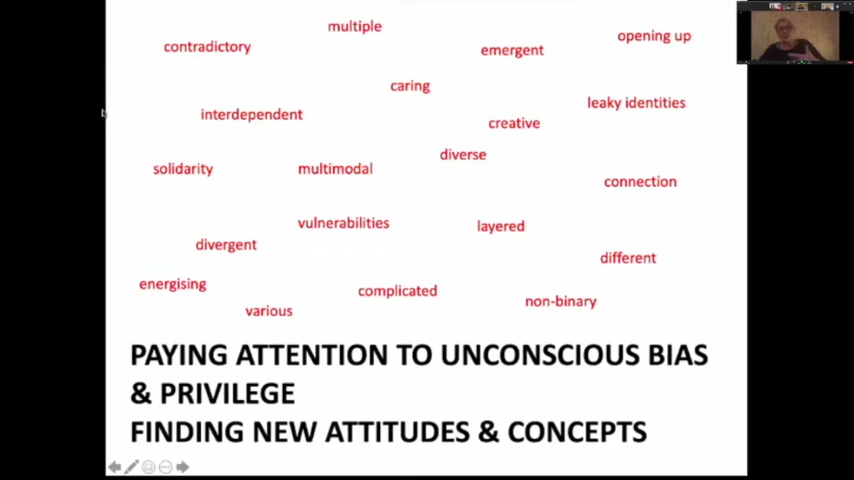 multiple
opening up
contradictory
emergent
caring
leaky identities
interdependent
creative
diverse
solidarity
multimodal
connection
vulnerabilities
layered
divergent
different
energising
complicated
non-binary
various
PAYING ATTENTION TO UNCONSCIOUS BIAS
& PRIVILEGE
FINDING NEW ATTITUDES & CONCEPTS